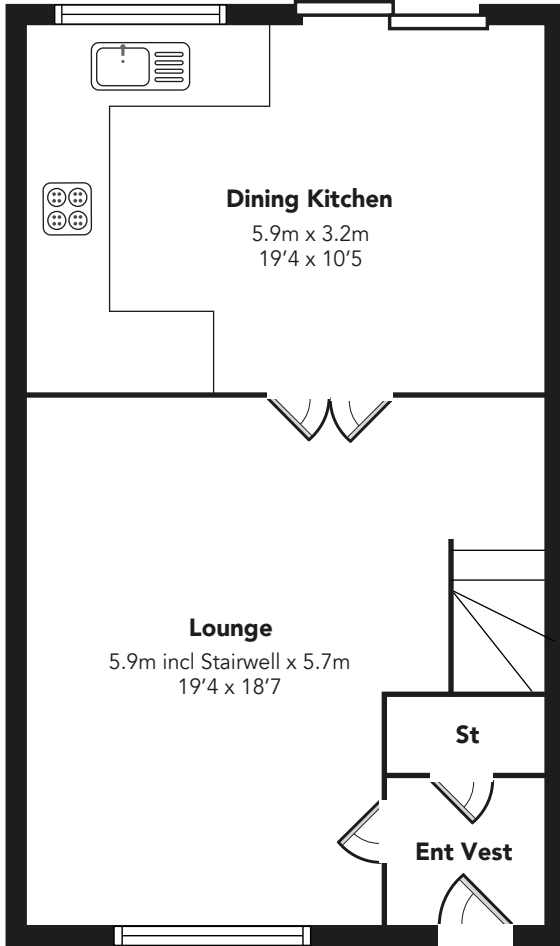 Dining Kitchen
5.9m x 3.2m
19’4 x 10’5
Lounge
5.9m incl Stairwell x 5.7m
19’4 x 18’7
St
Ent Vest